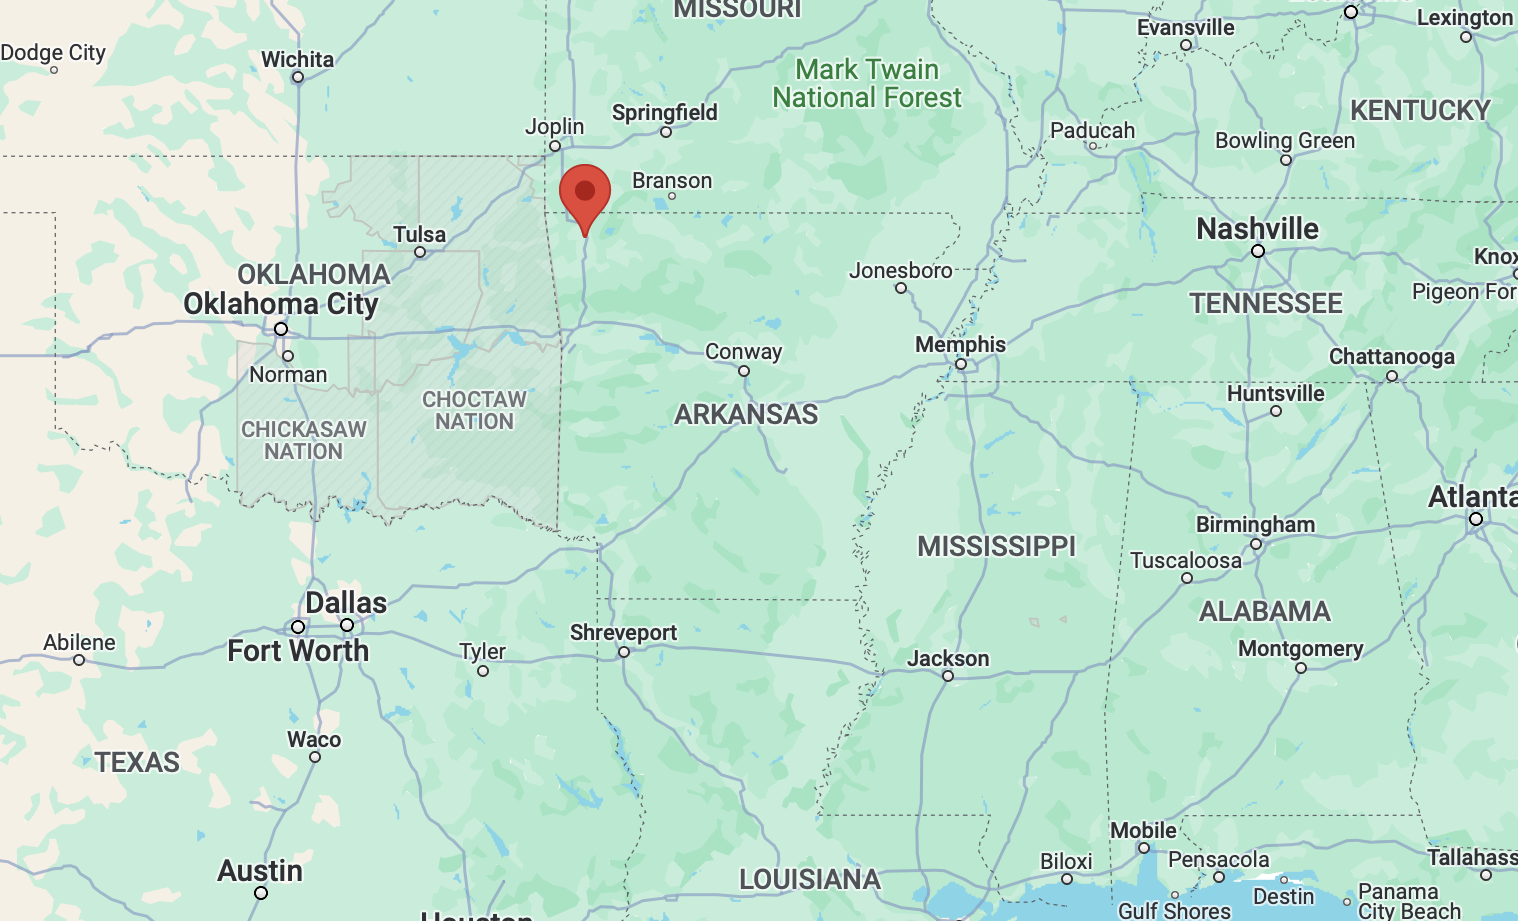 MISSOURI
Lexington
Evansville
Dodge City
Wichita
Mark Twain
National Forest
Springfield
KENTUCKY
Joplin
Paducah
Bowling Green
Branson
Nashville
Tulsa
Knox
OKLAHOMA
Jonesboro
Pigeon For
Oklahoma City
TENNESSEE
Memphis
Conway
Chattanooga
Norman
Huntsville
CHOCTAW
NATION
ARKANSAS
CHICKASAW
NATION
Atlanta
Birmingham
MISSISSIPPI
Tuscaloosa
Dallas
ALABAMA
Shreveport
Abilene
Fort Worth
Tyler
Montgomery
Jackson
Waco
TEXAS
Mobile
Tallahass
Biloxi
Pensacola
Austin
LOUISIANA
Destin
Panama
City Beach
Gulf Shores
Houston